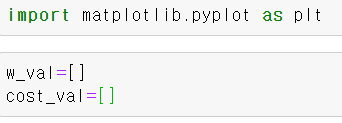 import matplotlib.pyplot as plt
w_val=[]
cost_val=[]